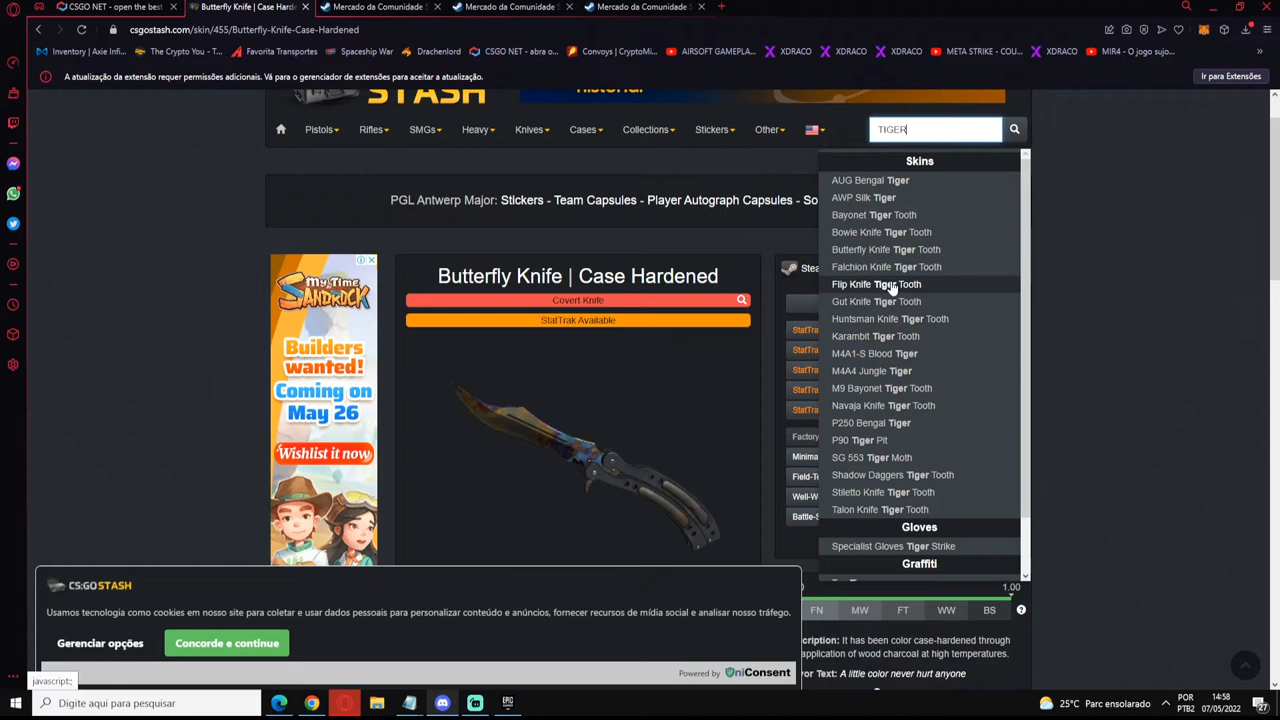 CSGO NET - open the best
Butterfly Knife | Case Hard
Mercado da Comunidade S
Mercado da Comunidade S
Mercado da Comunidade S
csgostash.com/skin/455/Butterfly-Knife-Case-Hardened
Inventory | Axie Infi...
The Crypto You - T...
Favorita Transportes
Spaceship War
Drachenlord
CSGO NET - abra o...
Convoys | CryptoMi...
AIRSOFT GAMEPLA...
XDRACO
XDRACO
XDRACO
META STRIKE - COU...
XDRACO
MIR4 - O jogo sujo...
A atualização da extensão requer permissões adicionais. Vá para o gerenciador de extensões para aceitar a atualização.
Ir para Extensões
STASH
Pistols
Rifles
SMGs
Heavy
Knives
Cases
Collections
Stickers
Other
TIGER
Skins
AUG Bengal Tiger
AWP Silk Tiger
Bayonet Tiger Tooth
Bowie Knife Tiger Tooth
Butterfly Knife Tiger Tooth
Falchion Knife Tiger Tooth
Flip Knife Tiger Tooth
Gut Knife Tiger Tooth
Huntsman Knife Tiger Tooth
Karambit Tiger Tooth
M4A1-S Blood Tiger
M4A4 Jungle Tiger
M9 Bayonet Tiger Tooth
Navaja Knife Tiger Tooth
P250 Bengal Tiger
P90 Tiger Pit
SG 553 Tiger Moth
Shadow Daggers Tiger Tooth
Stiletto Knife Tiger Tooth
Talon Knife Tiger Tooth
Gloves
Specialist Gloves Tiger Strike
Graffiti
PGL Antwerp Major: Stickers - Team Capsules - Player Autograph Capsules - So
My Time
SANDROCK
Builders
wanted!
Coming on
May 26
Wishlist it now
Butterfly Knife | Case Hardened
Covert Knife
StatTrak Available
Stea
StatTra
StatTra
StatTra
StatTra
StatTra
Factory
Minima
Field-T
Well-W
Battle-S
1.00
FN
MW
FT
WW
BS
cription: It has been color case-hardened through
application of wood charcoal at high temperatures.
vor Text: A little color never hurt anyone
CS:GOSTASH
Usamos tecnologia como cookies em nosso site para coletar e usar dados pessoais para personalizar conteúdo e anúncios, fornecer recursos de mídia social e analisar nosso tráfego.
Gerenciar opções
Concorde e continue
Powered by UniConsent
javascript:;
Digite aqui para pesquisar
EPIC
25°C Parc ensolarado
POR
PTB2
14:58
07/05/2022
27